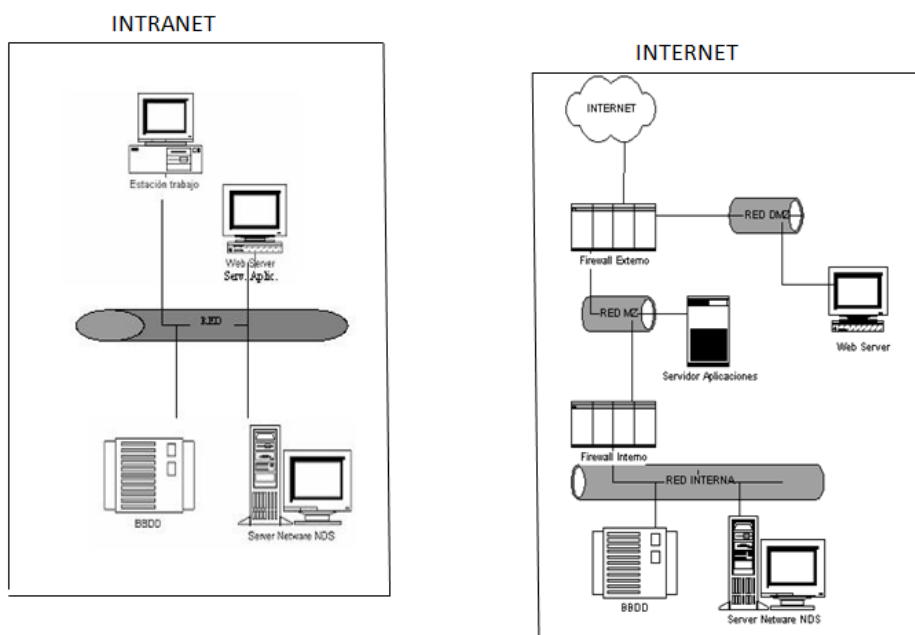 INTRANET
Estación trabajo
Web Server
Serv. Aplic.
RED
BBDD
Server Netware NDS
INTERNET
INTERNET
RED DMZ
Firewall Externo
Web Server
RED MZ
Servidor Aplicaciones
Firewall Interno
RED INTERNA
BBDD
Server Netware NDS